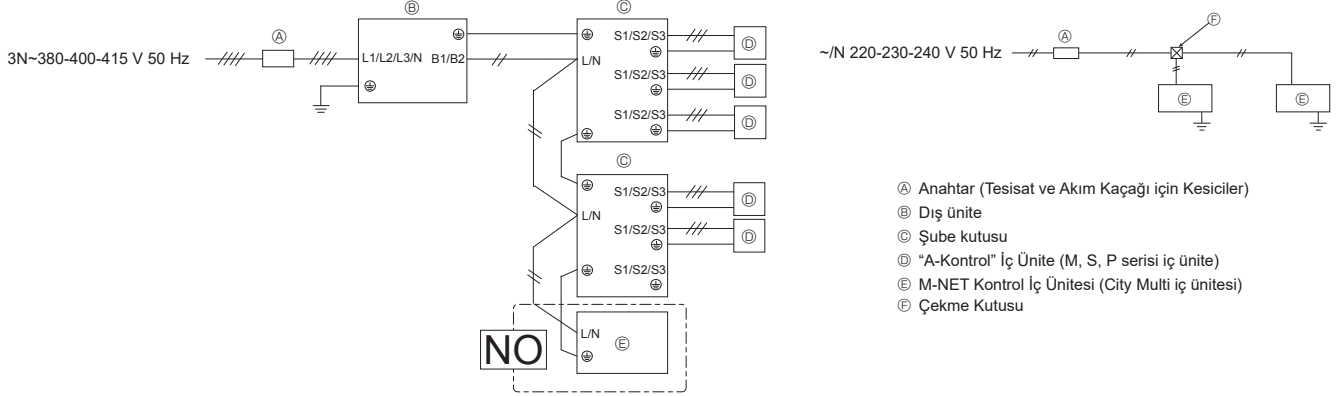 Ⓑ
Ⓒ
3N~380-400-415 V 50 Hz
Ⓐ
L1/L2/L3/N B1/B2
L/N
S1/S2/S3
Ⓓ
S1/S2/S3
Ⓓ
S1/S2/S3
Ⓓ
Ⓒ
L/N
S1/S2/S3
Ⓓ
S1/S2/S3
Ⓓ
S1/S2/S3
NO
L/N
Ⓔ
~/N 220-230-240 V 50 Hz
Ⓐ
Ⓕ
Ⓔ
Ⓔ
Ⓐ Anahtar (Tesisat ve Akım Kaçağı için Kesiciler)
Ⓑ Dış ünite
Ⓒ Şube kutusu
Ⓓ “A-Kontrol” İç Ünite (M, S, P serisi iç ünite)
Ⓔ M-NET Kontrol İç Ünitesi (City Multi iç ünitesi)
Ⓕ Çekme Kutusu